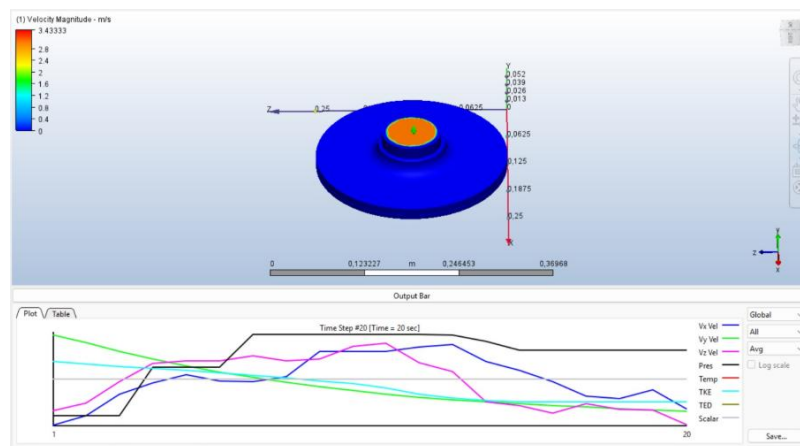 (1) Velocity Magnitude - m/s
3.43333
2.8
2.4
2
1.6
1.2
0.8
0.4
0
Y
0,052
0,039
0,026
0,013
0
Z
0,25
0,0625
0,0625
0,125
0,1875
0,25
X
0
0,123227
m
0,246453
0,36968
y
z
x
Output Bar
Plot
Table
Time Step #20 [Time = 20 sec]
1
20
Vx Vel
Vy Vel
Vz Vel
Pres
Temp
TKE
TED
Scalar
Global
All
Avg
Log scale
Save...